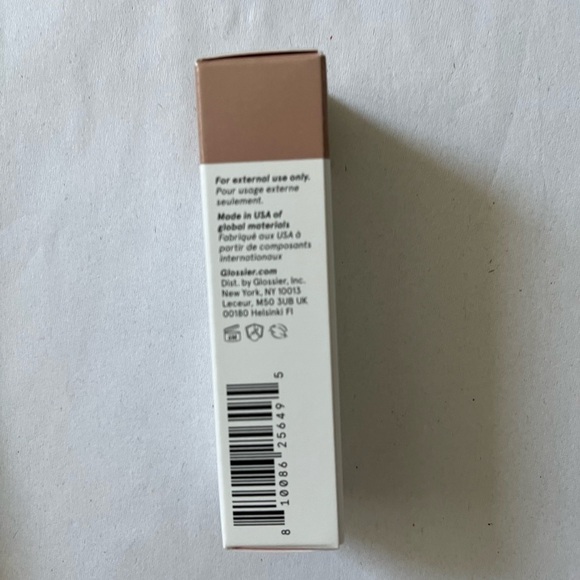 For external use only.
Pour usage externe
seulement.
Made in USA of
global materials
Fabriqué aux USA à
partir de composants
internationaux
Glossier.com
Dist. by Glossier, Inc.
New York, NY 10013
Leceur, M50 3UB UK
00180 Helsinki FI
8 10086 25649 5